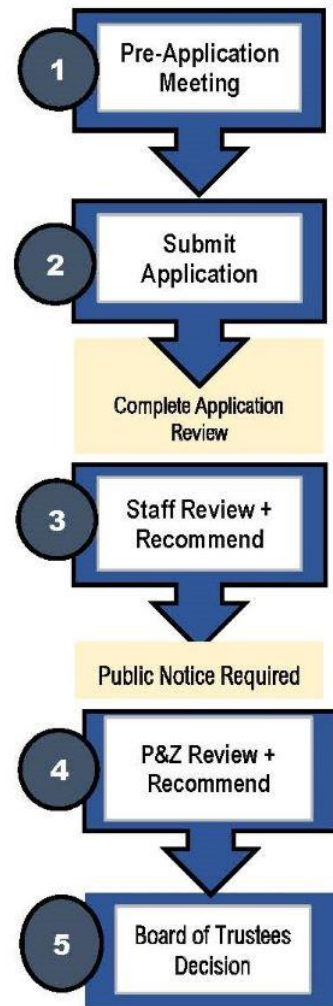 1
Pre-Application
Meeting
2
Submit
Application
Complete Application
Review
3
Staff Review +
Recommend
Public Notice Required
4
P&Z Review +
Recommend
5
Board of Trustees
Decision